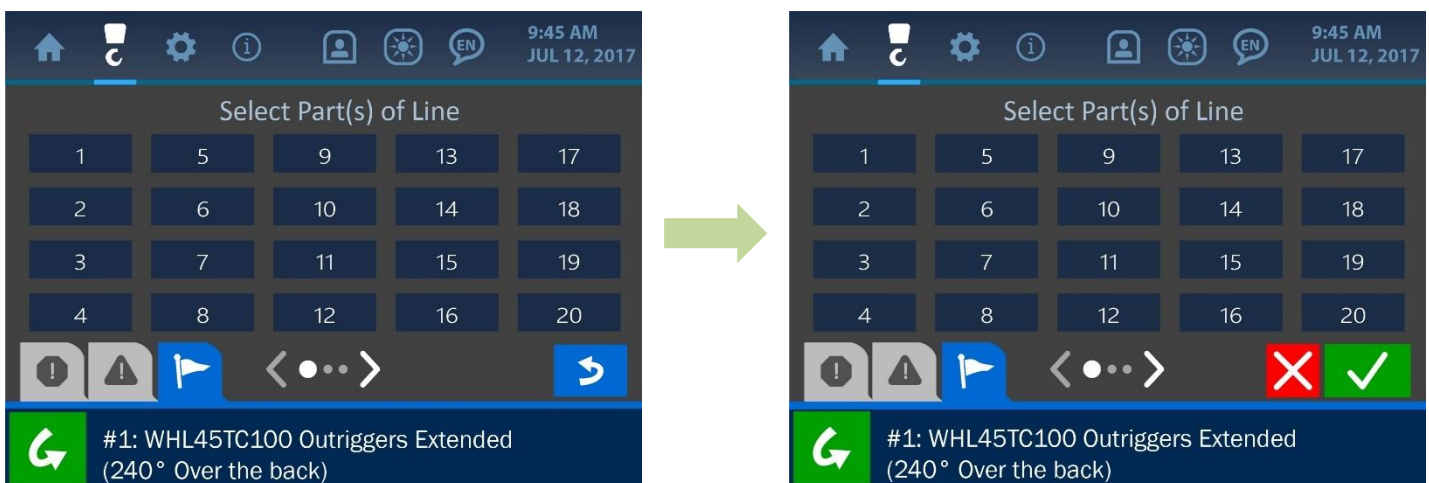 EN
9:45 AM
JUL 12, 2017
Select Part(s) of Line
1 5 9 13 17
2 6 10 14 18
3 7 11 15 19
4 8 12 16 20
#1: WHL45TC100 Outriggers Extended
(240° Over the back)
EN
9:45 AM
JUL 12, 2017
Select Part(s) of Line
1 5 9 13 17
2 6 10 14 18
3 7 11 15 19
4 8 12 16 20
#1: WHL45TC100 Outriggers Extended
(240° Over the back)